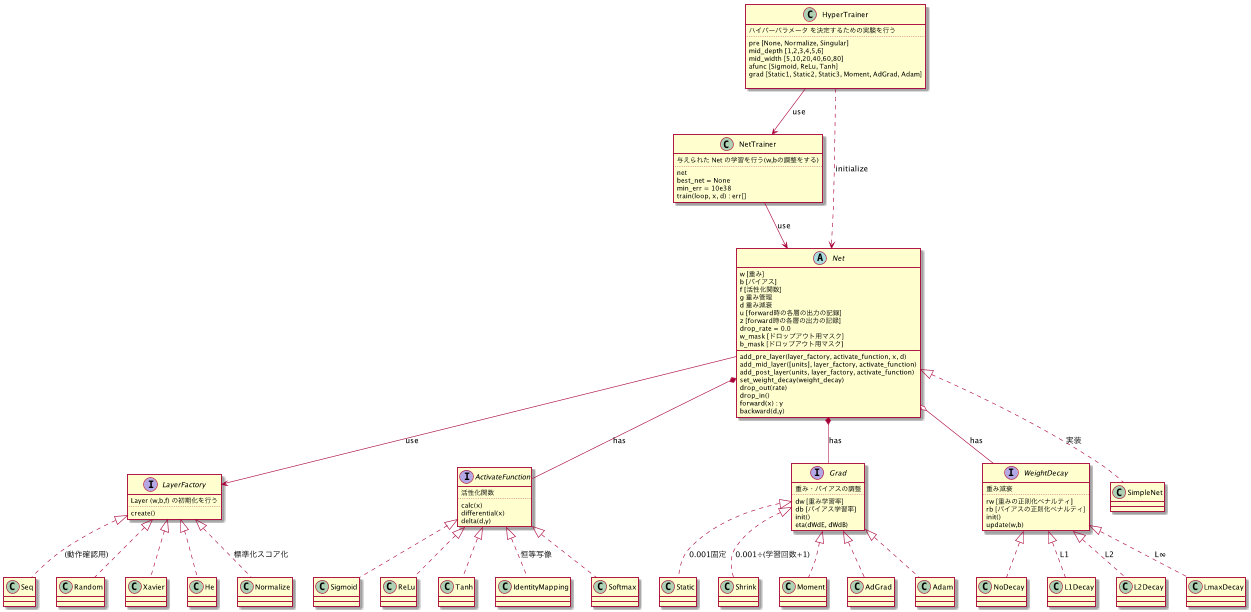 C HyperTrainer
ハイパーパラメータ を決定するための実験を行う
pre [None, Normalize, Singular]
mid_depth [1,2,3,4,5,6]
mid_width [5,10,20,40,60,80]
afunc [Sigmoid, ReLu, Tanh]
grad [Static1, Static2, Static3, Moment, AdGrad, Adam]
use
C NetTrainer
与えられた Net の学習を行う(w,bの調整をする)
net
best_net = None
min_err = 10e38
train(loop, x, d) : err[]
initialize
use
A Net
w [重み]
b [バイアス]
f [活性化関数]
g 重み管理
d 重み減衰
u [forward時の各層の出力の記録]
z [forward時の各層の出力の記録]
drop_rate = 0.0
w_mask [ドロップアウト用マスク]
b_mask [ドロップアウト用マスク]
add_pre_layer(layer_factory, activate_function, x, d)
add_mid_layer([units], layer_factory, activate_function)
add_post_layer(units, layer_factory, activate_function)
set_weight_decay(weight_decay)
drop_out(rate)
drop_in()
forward(x) : y
backward(d,y)
use
has
has
has
実装
I LayerFactory
Layer (w,b,f) の初期化を行う
create()
I ActivateFunction
活性化関数
calc(x)
differential(x)
delta(d,y)
I Grad
重み・バイアスの調整
dw [重み学習率]
db [バイアス学習率]
init()
eta(dWdE, dWdB)
I WeightDecay
重み減衰
rw [重みの正則化ペナルティ]
rb [バイアスの正則化ペナルティ]
init()
update(w,b)
C SimpleNet
(動作確認用)
標準化スコア化
恒等写像
0.001固定
0.001÷(学習回数+1)
L1
L2
L∞
C Seq
C Random
C Xavier
C He
C Normalize
C Sigmoid
C ReLu
C Tanh
C IdentityMapping
C Softmax
C Static
C Shrink
C Moment
C AdGrad
C Adam
C NoDecay
C L1Decay
C L2Decay
C LmaxDecay